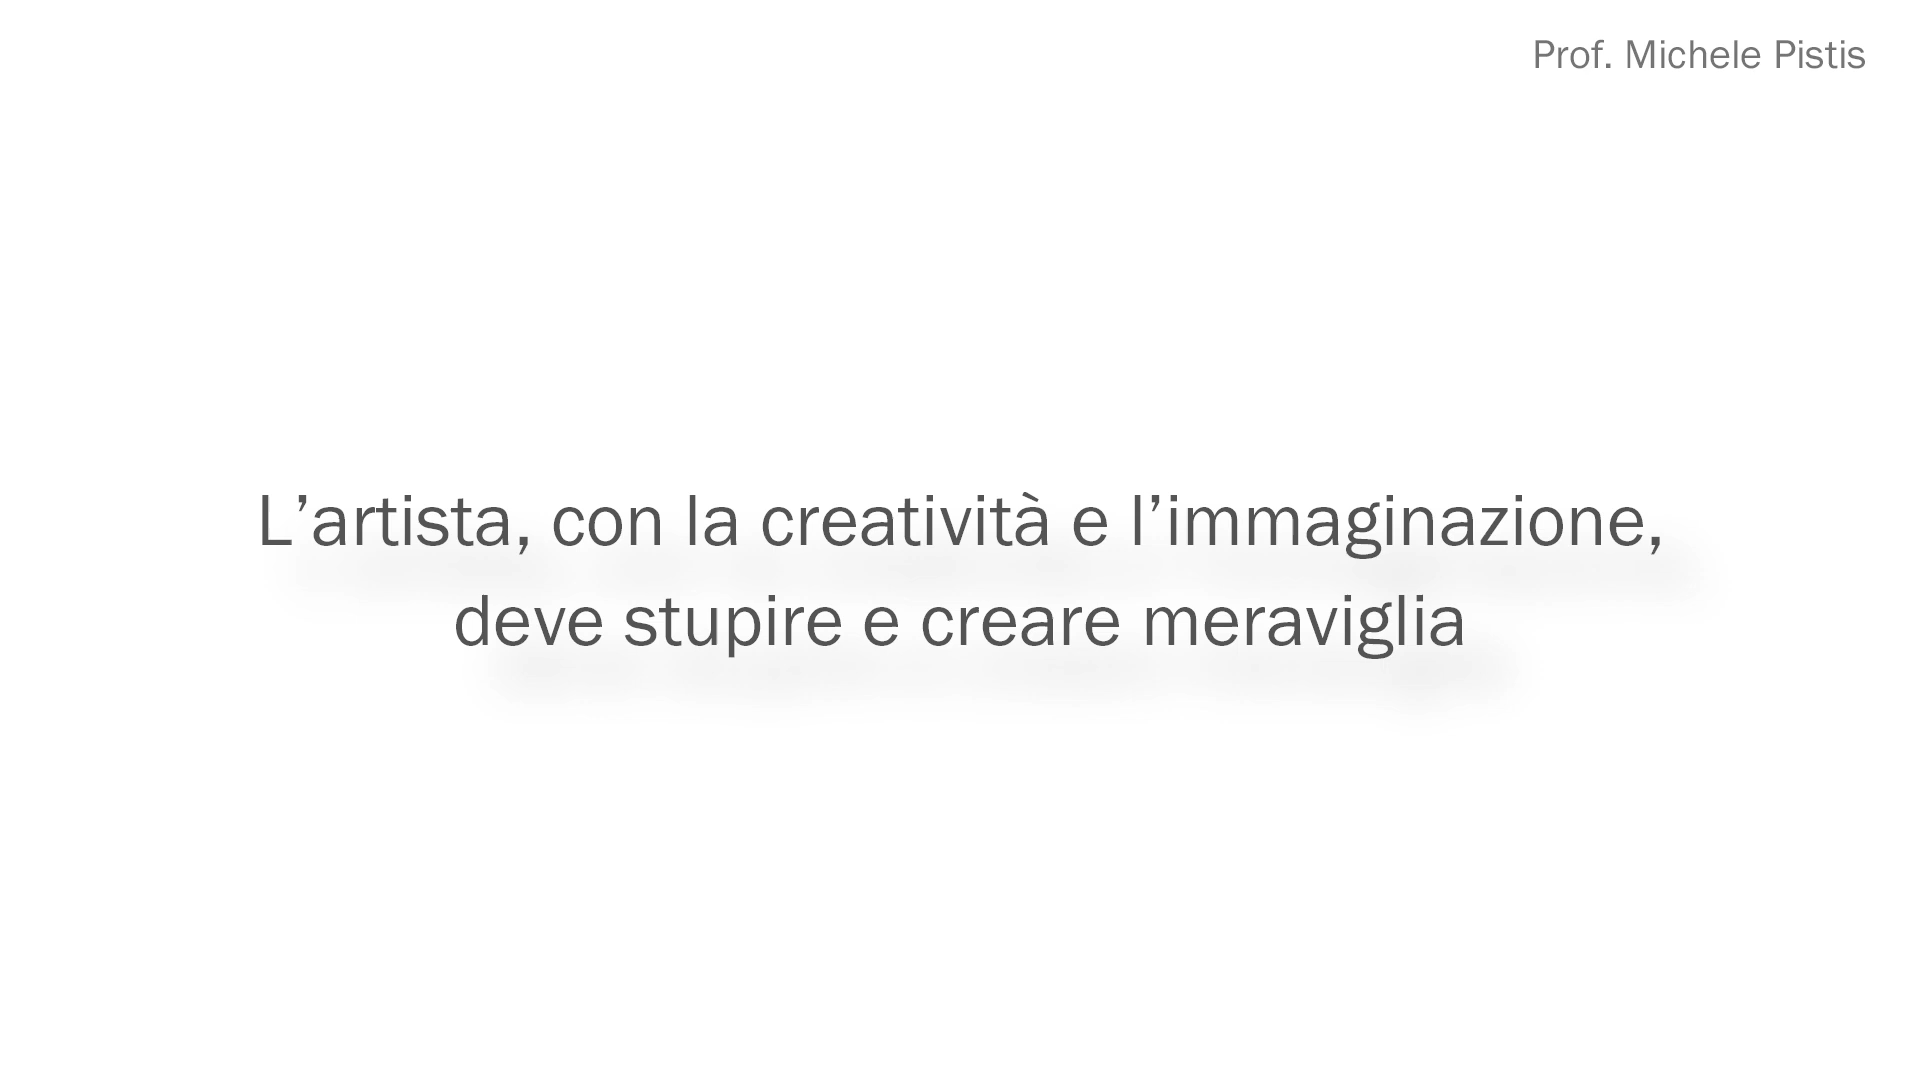 Prof. Michele Pistis
L’artista, con la creatività e l’immaginazione,
deve stupire e creare meraviglia